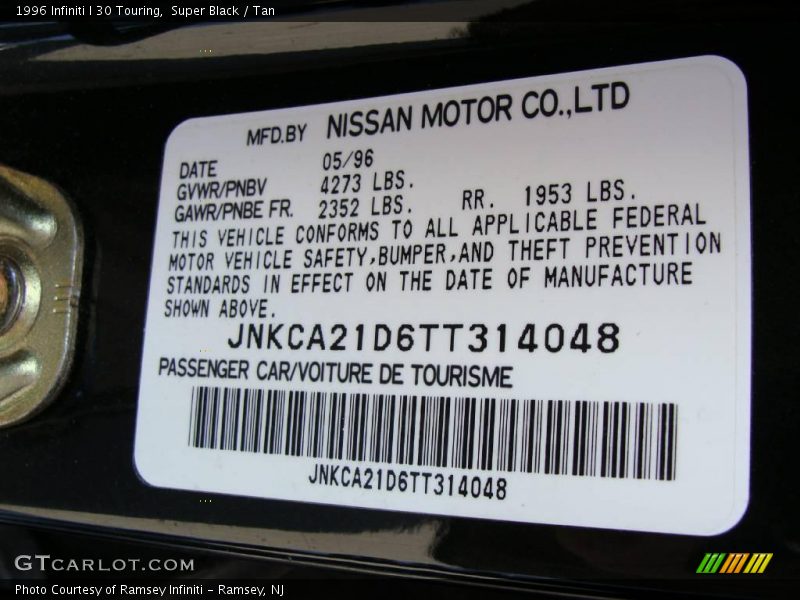 1996 Infiniti I 30 Touring,  Super Black / Tan
MFD.BY NISSAN MOTOR CO.,LTD
DATE 05/96
GVWR/PNBV 4273 LBS.
GAWR/PNBE FR. 2352 LBS. RR. 1953 LBS.
THIS VEHICLE CONFORMS TO ALL APPLICABLE FEDERAL
MOTOR VEHICLE SAFETY,BUMPER,AND THEFT PREVENTION
STANDARDS IN EFFECT ON THE DATE OF MANUFACTURE
SHOWN ABOVE.
JNKCA21D6TT314048
PASSENGER CAR/VOITURE DE TOURISME
JNKCA21D6TT314048
GTCARLOT.COM
Photo Courtesy of Ramsey Infiniti - Ramsey, NJ